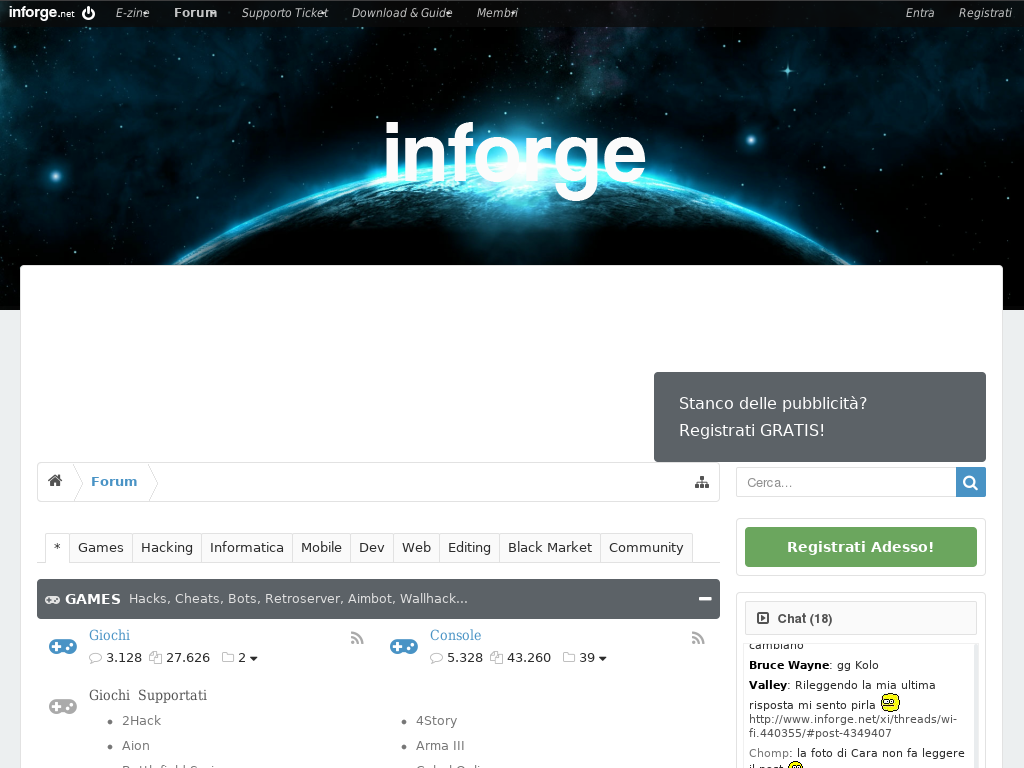 inforge.net E-zine Forum Supporto Ticket Download & Guide Membri Entra Registrati
inforge
Stanco delle pubblicità?
Registrati GRATIS!
Forum
Cerca...
* Games Hacking Informatica Mobile Dev Web Editing Black Market Community
Registrati Adesso!
GAMES Hacks, Cheats, Bots, Retroserver, Aimbot, Wallhack...
Giochi
3.128 27.626 2
Console
5.328 43.260 39
Giochi Supportati
2Hack
4Story
Aion
Arma III
Chat (18)
cambiano
Bruce Wayne: gg Kolo
Valley: Rileggendo la mia ultima
risposta mi sento pirla
http://www.inforge.net/xi/threads/wi-
fi.440355/#post-4349407
Chomp: la foto di Cara non fa leggere
il post